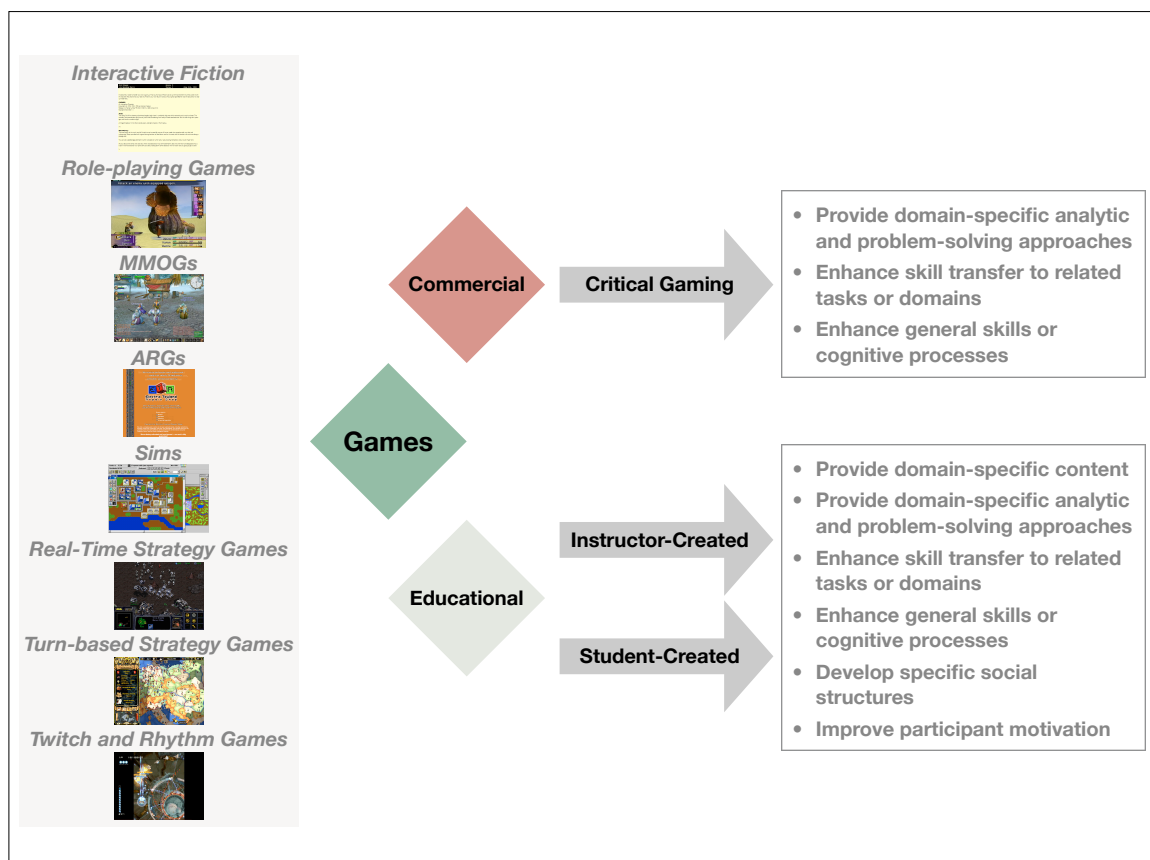 Interactive Fiction
Role-playing Games
MMOGs
ARGs
Sims
Real-Time Strategy Games
Turn-based Strategy Games
Twitch and Rhythm Games
Games
Commercial
Critical Gaming
• Provide domain-specific analytic
and problem-solving approaches
• Enhance skill transfer to related
tasks or domains
• Enhance general skills or
cognitive processes
Educational
Instructor-Created
Student-Created
• Provide domain-specific content
• Provide domain-specific analytic
and problem-solving approaches
• Enhance skill transfer to related
tasks or domains
• Enhance general skills or
cognitive processes
• Develop specific social
structures
• Improve participant motivation